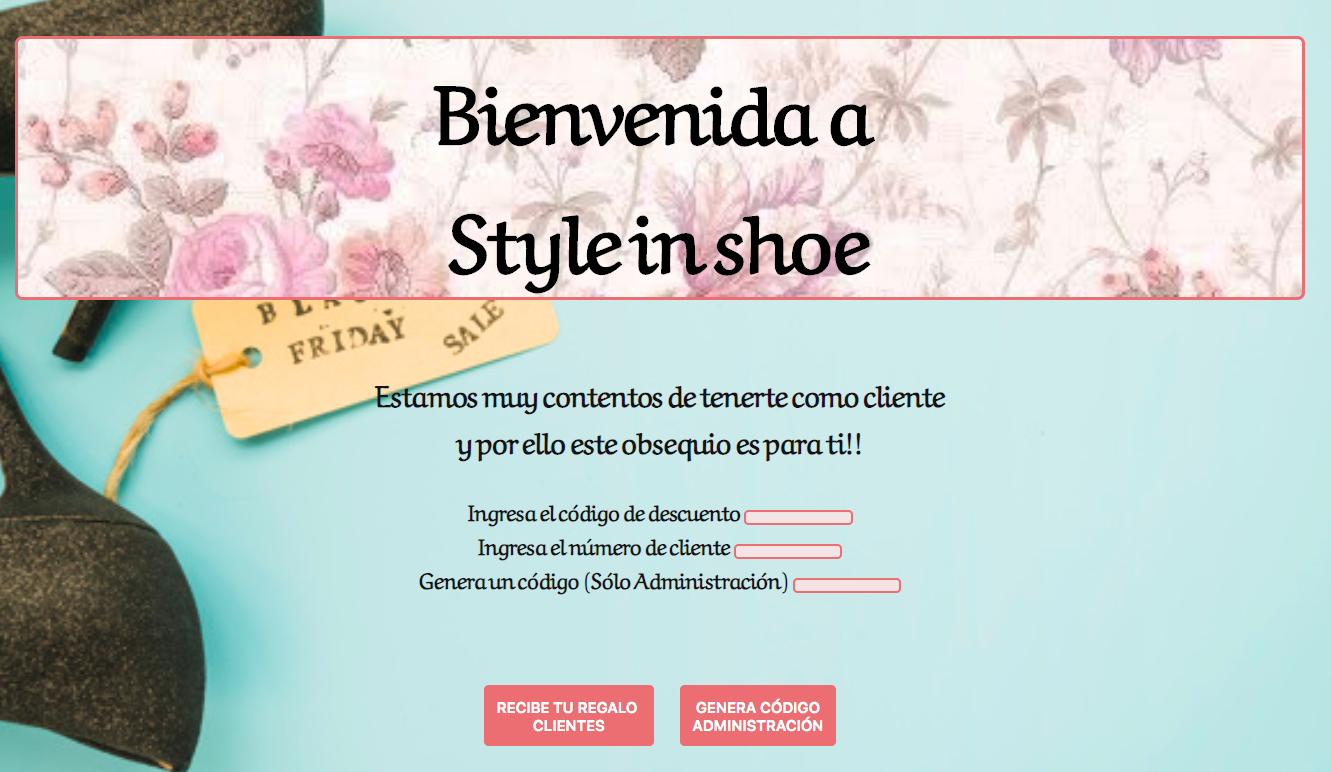 Bienvenida a
Style in shoe
FRIDAY
SALE
Estamos muy contentos de tenerte como cliente
y por ello este obsequio es para ti!!
Ingresa el código de descuento
Ingresa el número de cliente
Genera un código (Sólo Administración)
RECIBE TU REGALO
CLIENTES
GENERA CÓDIGO
ADMINISTRACIÓN